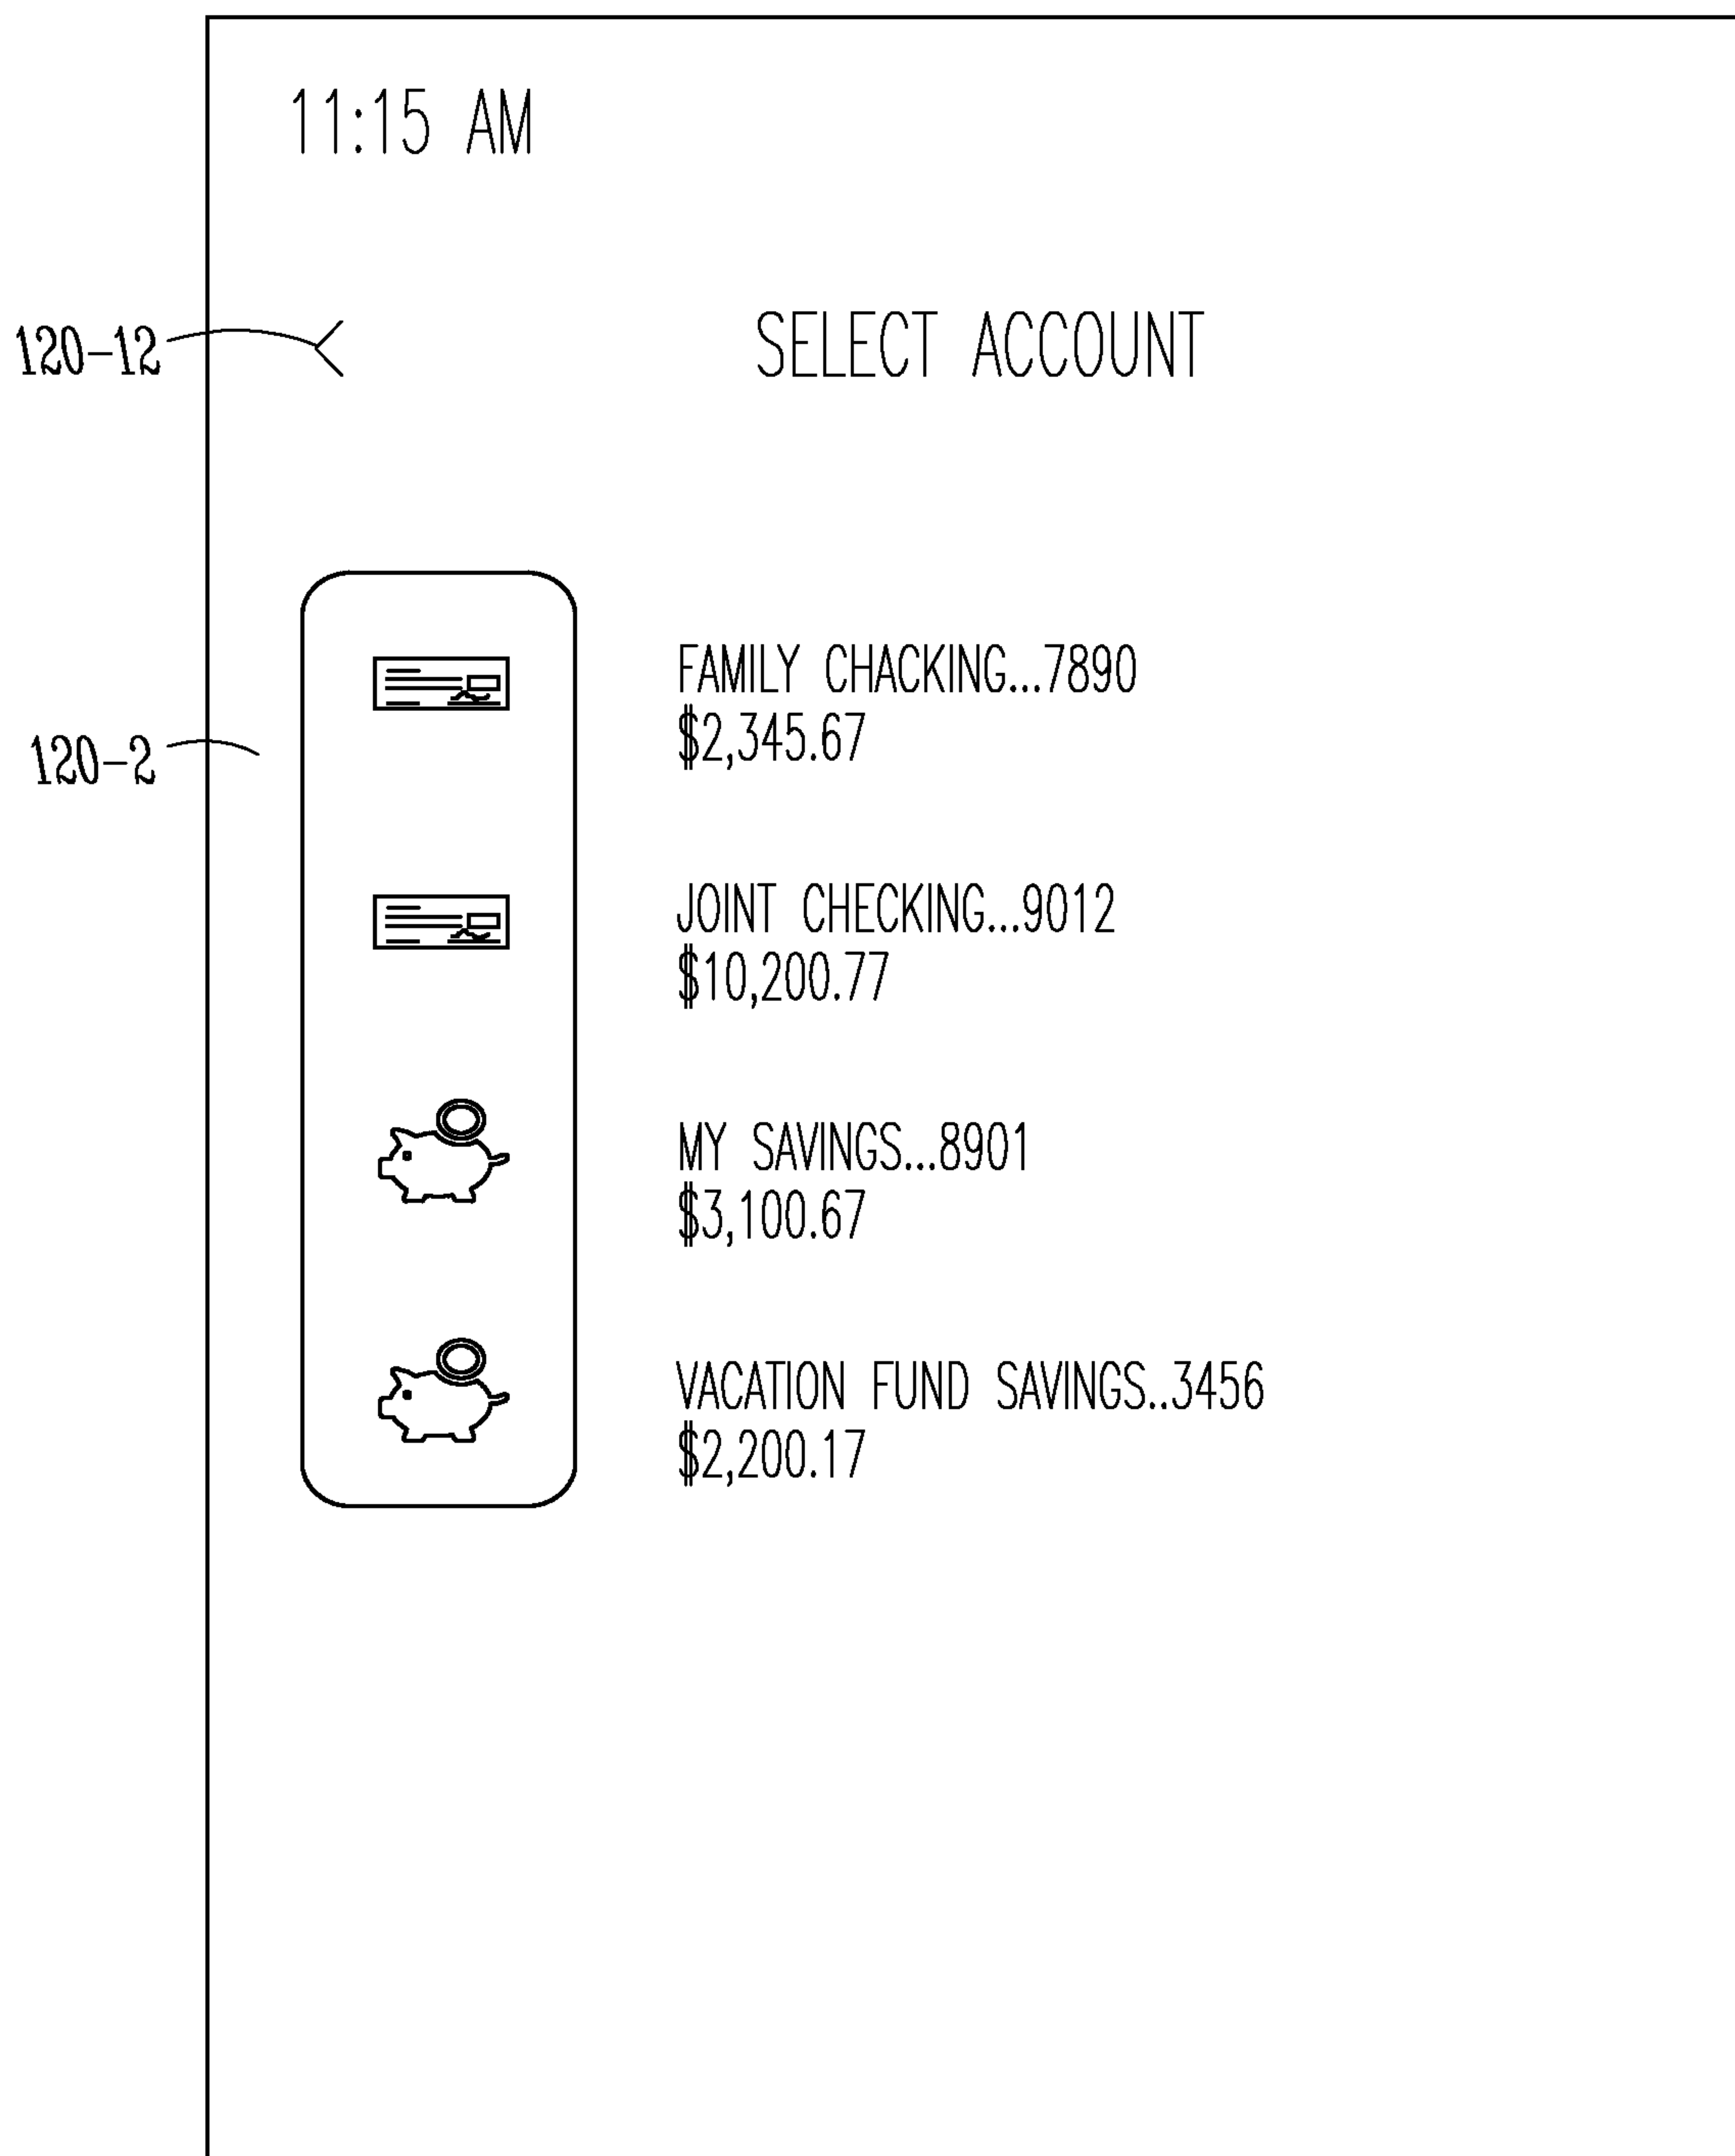 11:15 AM
120-12
SELECT ACCOUNT
FAMILY CHACKING...7890
$2,345.67
120-2
JOINT CHECKING...9012
$10,200.77
MY SAVINGS...8901
$3,100.67
VACATION FUND SAVINGS..3456
$2,200.17